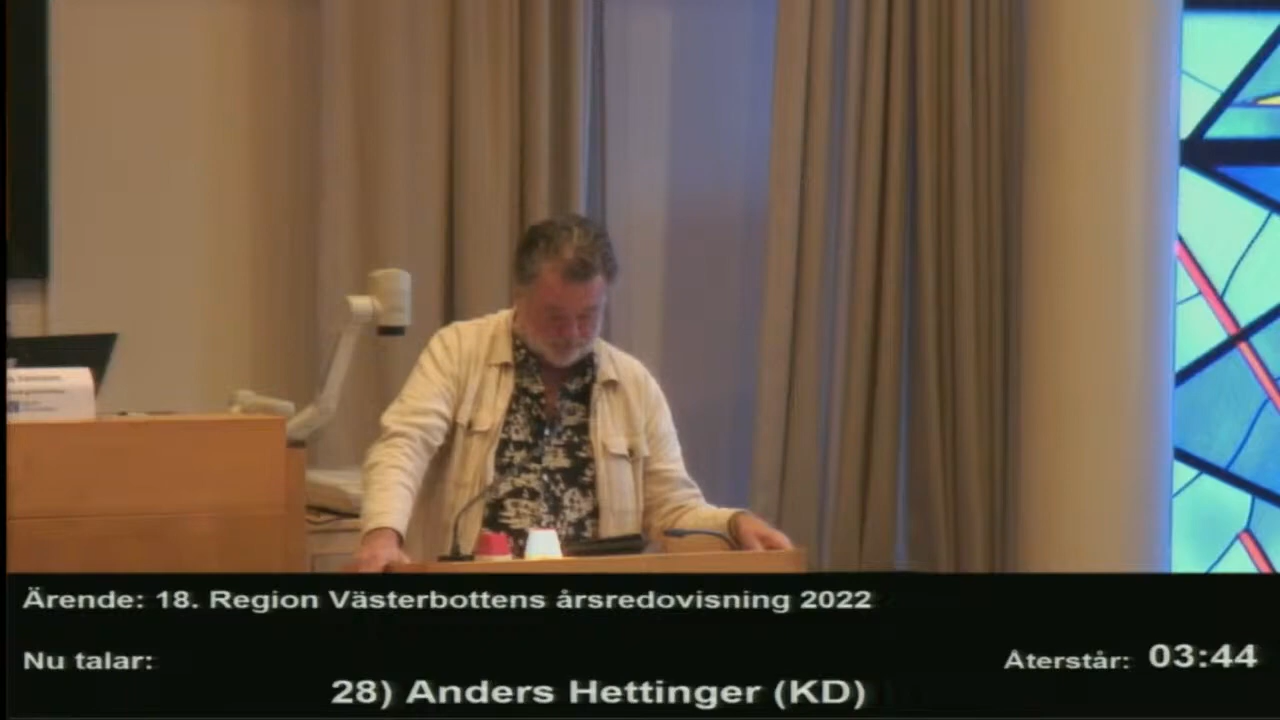 Ärende: 18. Region Västerbottens årsredovisning 2022
Nu talar:
Återstår: 03:44
28) Anders Hettinger (KD)